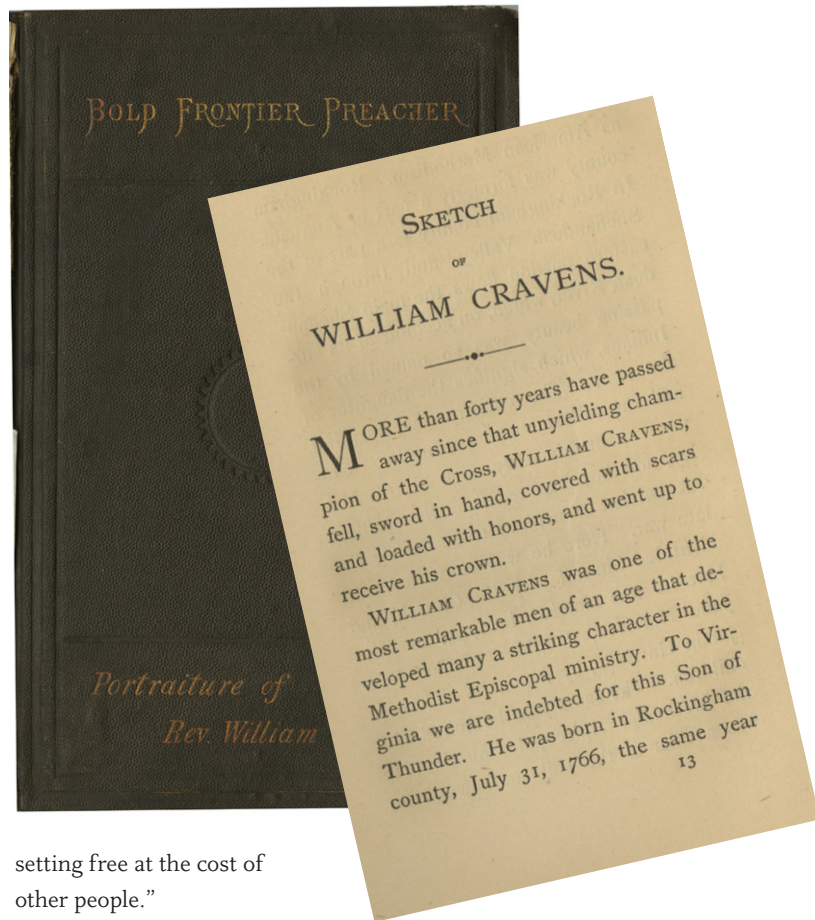 BOLD FRONTIER PREACHER
Portraiture of
Rev. William
SKETCH
OF
WILLIAM CRAVENS.
MORE than forty years have passed
away since that unyielding cham-
pion of the Cross, WILLIAM CRAVENS,
fell, sword in hand, covered with scars
and loaded with honors, and went up to
receive his crown.
WILLIAM CRAVENS was one of the
most remarkable men of an age that de-
veloped many a striking character in the
Methodist Episcopal ministry. To Vir-
ginia we are indebted for this Son of
Thunder. He was born in Rockingham
county, July 31, 1766, the same year
13
setting free at the cost of
other people.”